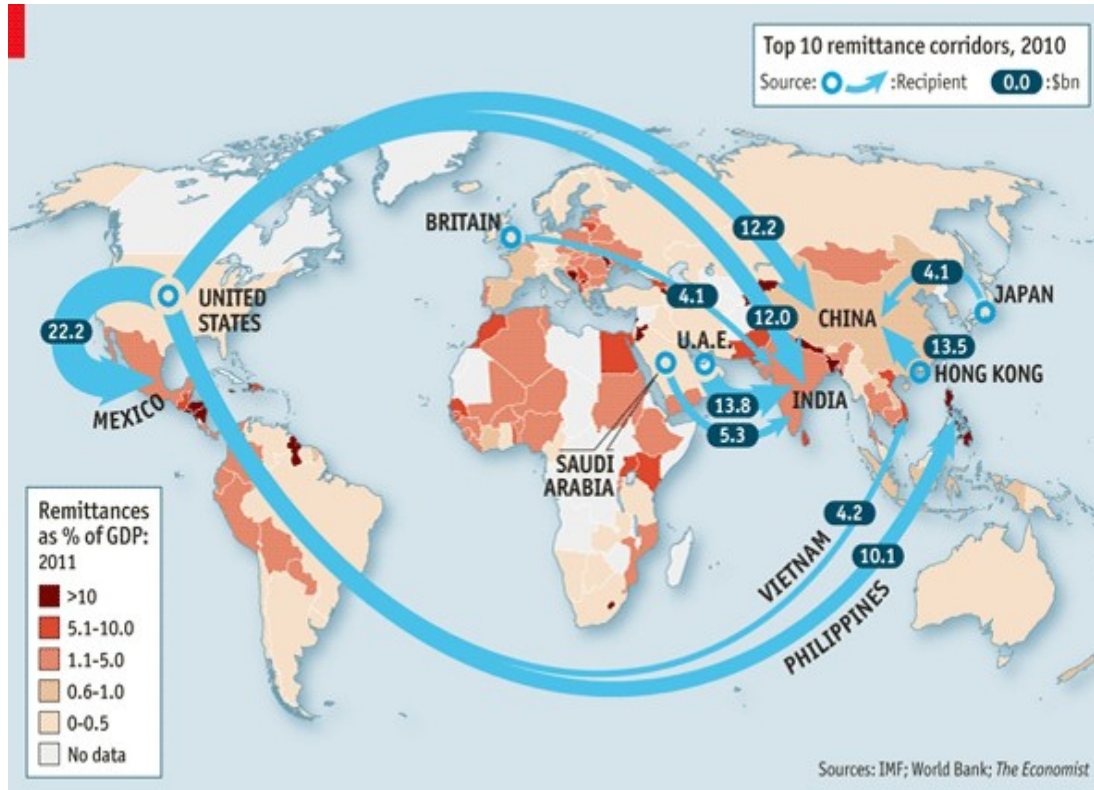 Top 10 remittance corridors, 2010
Source: :Recipient 0.0 :$bn
BRITAIN
12.2
4.1
4.1
JAPAN
UNITED
STATES
22.2
12.0
CHINA
U.A.E.
13.5
HONG KONG
MEXICO
13.8
INDIA
5.3
SAUDI
ARABIA
4.2
VIETNAM
10.1
PHILIPPINES
Remittances
as % of GDP:
2011
>10
5.1-10.0
1.1-5.0
0.6-1.0
0-0.5
No data
Sources: IMF; World Bank; The Economist